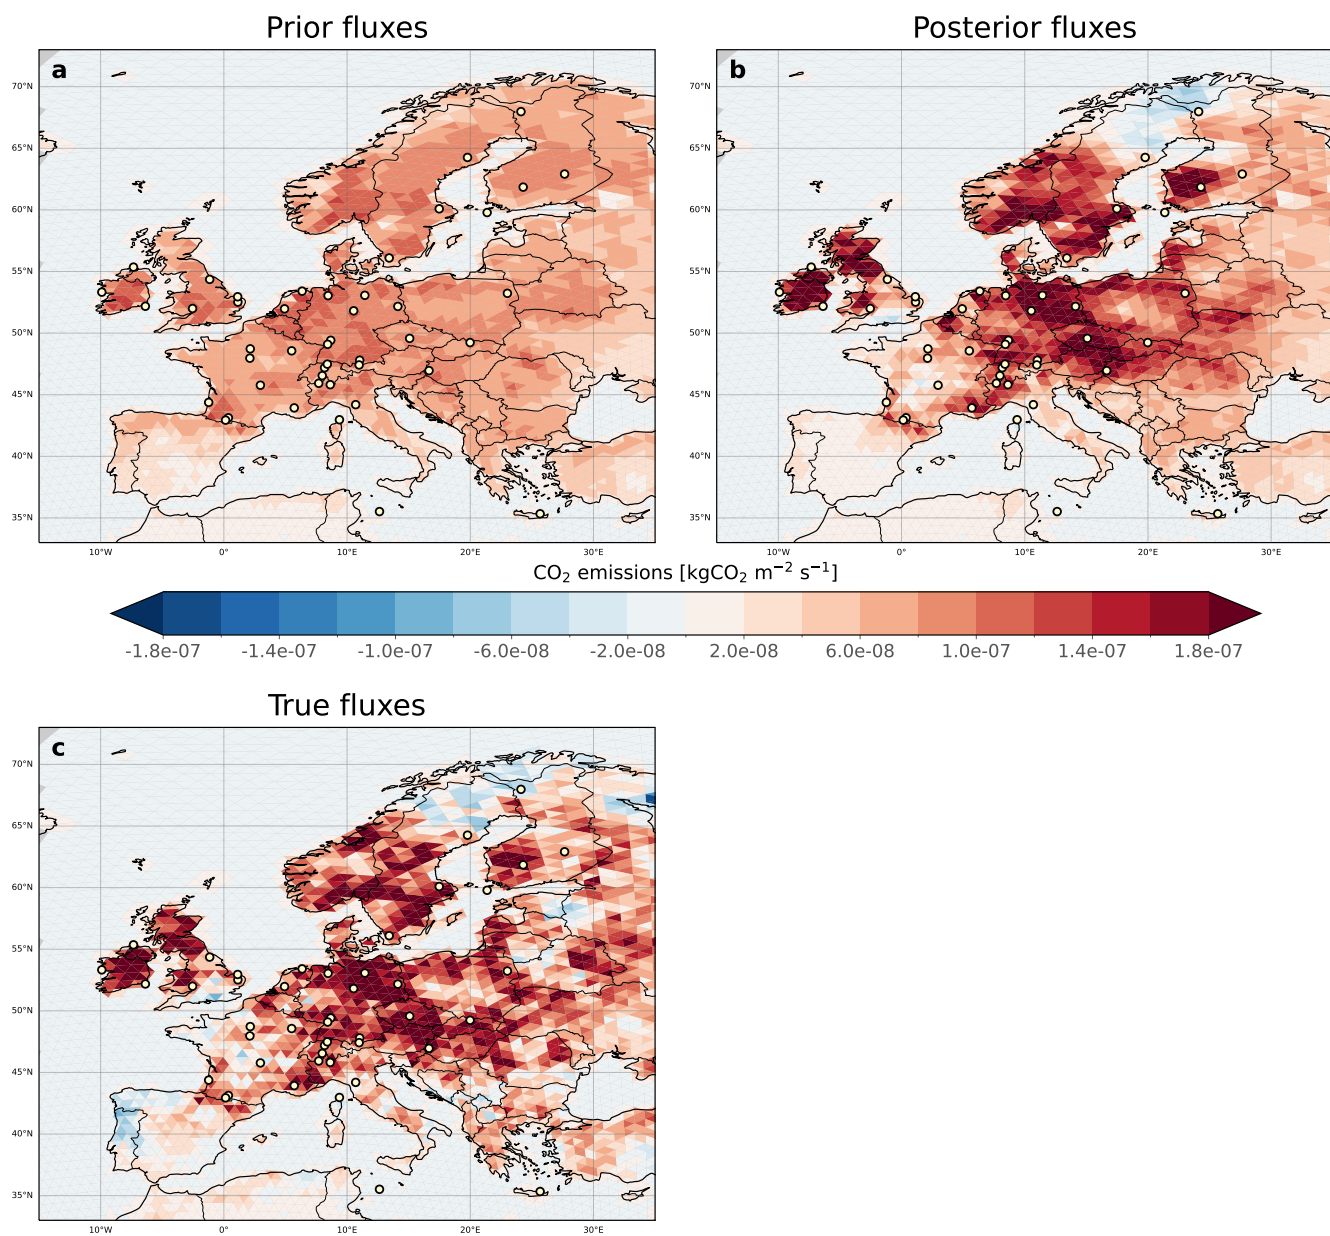 Prior fluxes
Posterior fluxes
a
b
70°N
65°N
60°N
55°N
50°N
45°N
40°N
35°N
10°W 0° 10°E 20°E 30°E
70°N
65°N
60°N
55°N
50°N
45°N
40°N
35°N
10°W 0° 10°E 20°E 30°E
CO₂ emissions [kgCO₂ m⁻² s⁻¹]
-1.8e-07 -1.4e-07 -1.0e-07 -6.0e-08 -2.0e-08 2.0e-08 6.0e-08 1.0e-07 1.4e-07 1.8e-07
True fluxes
c
70°N
65°N
60°N
55°N
50°N
45°N
40°N
35°N
10°W 0° 10°E 20°E 30°E